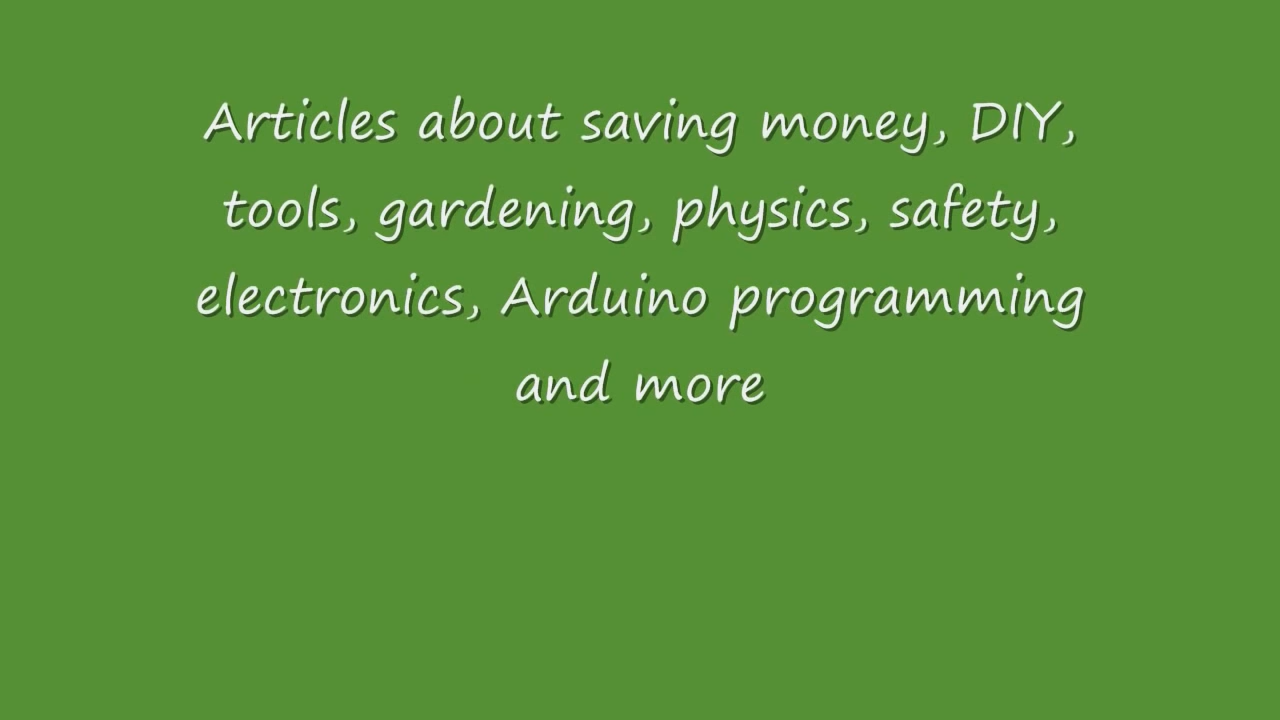 Articles about saving money, DIY,
tools, gardening, physics, safety,
electronics, Arduino programming
and more